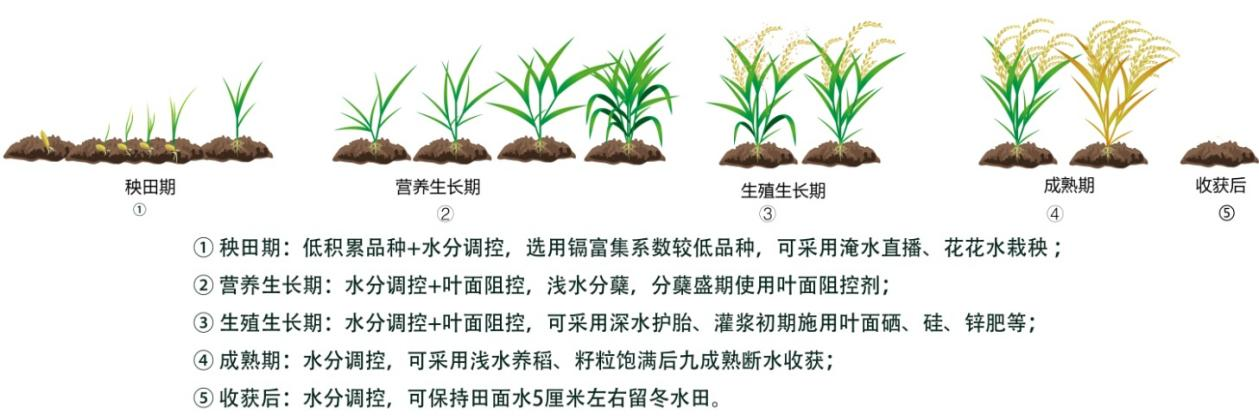 秧田期 营养生长期 生殖生长期 成熟期 收获后
① ② ③ ④ ⑤
① 秧田期：低积累品种+水分调控，选用镉富集系数较低品种，可采用淹水直播、花花水栽秧；
② 营养生长期：水分调控+叶面阻控，浅水分蘖，分蘖盛期使用叶面阻控剂；
③ 生殖生长期：水分调控+叶面阻控，可采用深水护胎、灌浆初期施用叶面硒、硅、锌肥等；
④ 成熟期：水分调控，可采用浅水养稻、籽粒饱满后九成熟断水收获；
⑤ 收获后：水分调控，可保持田面水5厘米左右留冬水田。